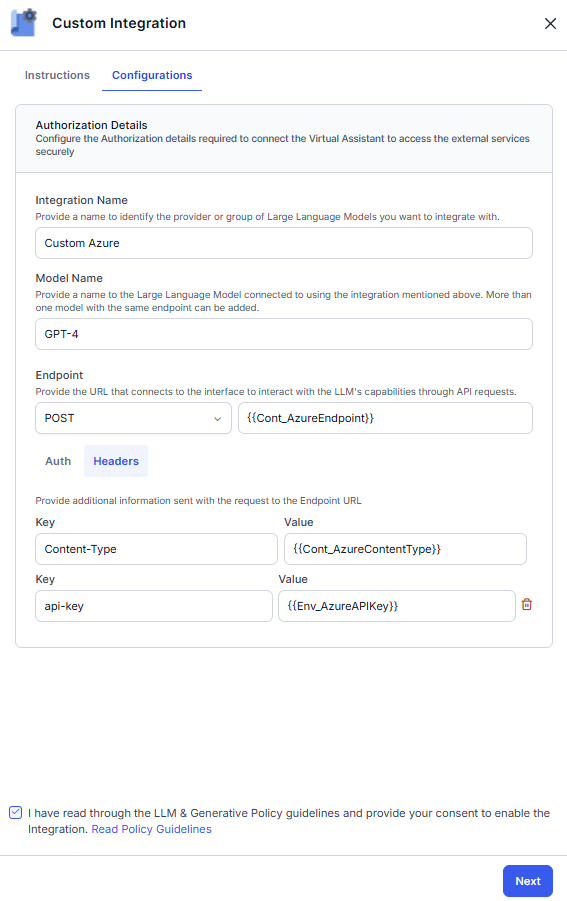 Custom Integration
Instructions Configurations
Authorization Details
Configure the Authorization details required to connect the Virtual Assistant to access the external services
securely
Integration Name
Provide a name to identify the provider or group of Large Language Models you want to integrate with.
Custom Azure
Model Name
Provide a name to the Large Language Model connected to using the integration mentioned above. More than
one model with the same endpoint can be added.
GPT-4
Endpoint
Provide the URL that connects to the interface to interact with the LLM's capabilities through API requests.
POST {{Cont_AzureEndpoint}}
Auth Headers
Provide additional information sent with the request to the Endpoint URL
Key Value
Content-Type {{Cont_AzureContentType}}
Key Value
api-key {{Env_AzureAPIKey}}
I have read through the LLM & Generative Policy guidelines and provide your consent to enable the
Integration. Read Policy Guidelines
Next